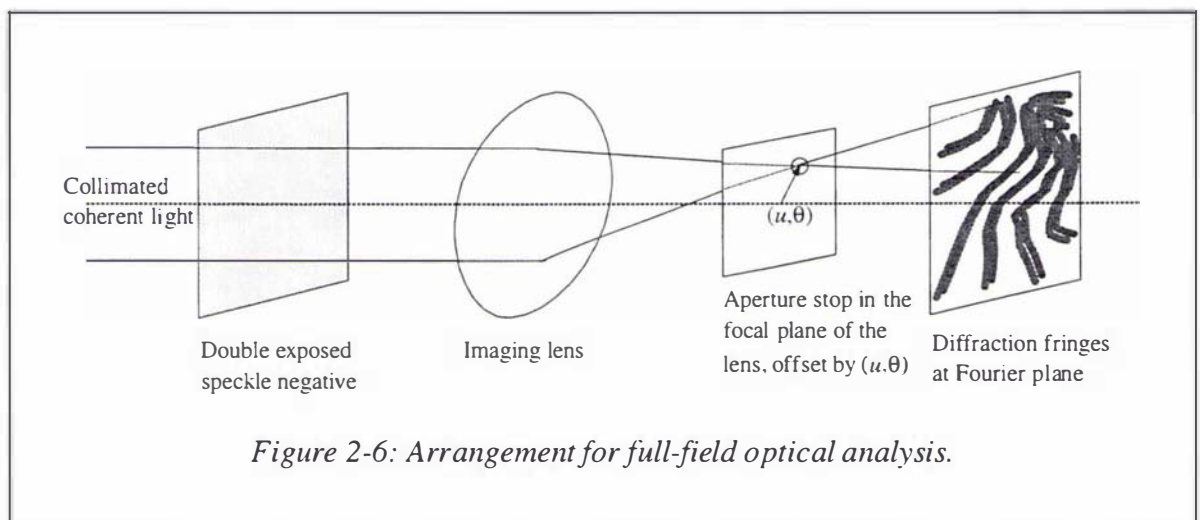 Collimated
coherent light
(u,θ)
Double exposed
speckle negative
Imaging lens
Aperture stop in the
focal plane of the
lens, offset by (u,θ)
Diffraction fringes
at Fourier plane
Figure 2-6: Arrangement for full-field optical analysis.